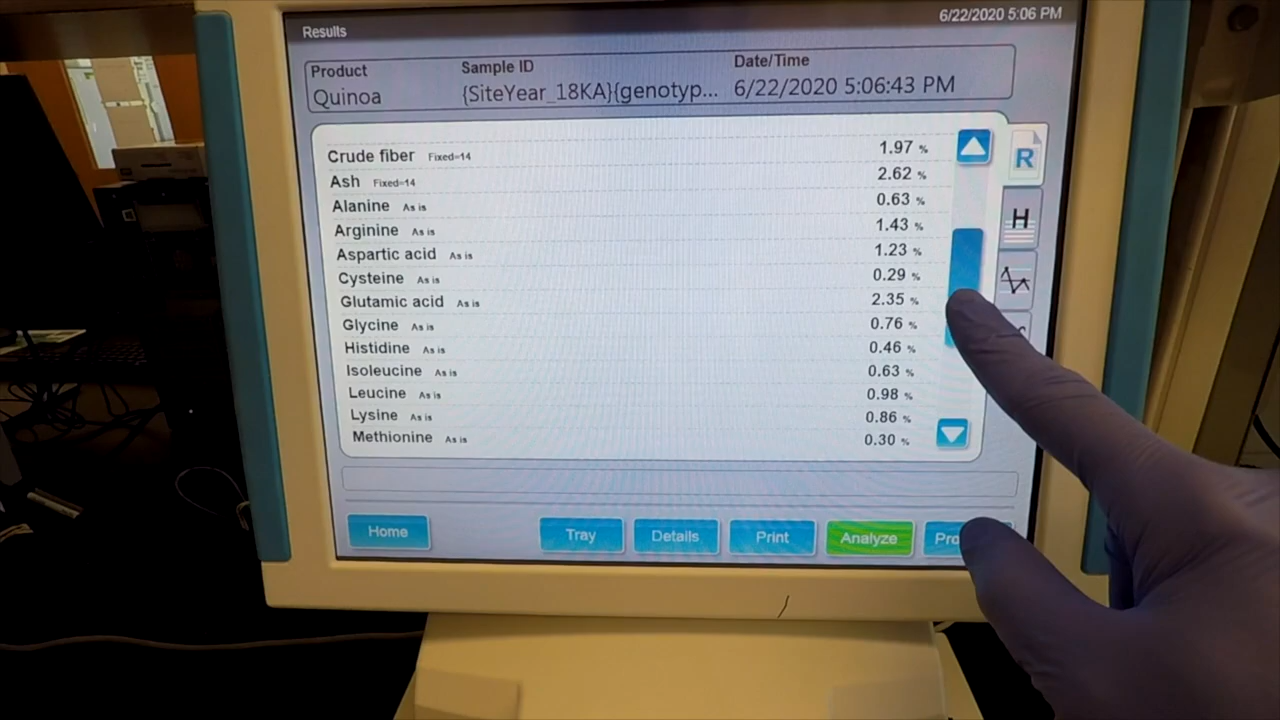 6/22/2020 5:06 PM
Results
Product Sample ID Date/Time
Quinoa {SiteYear_18KA}{genotyp... 6/22/2020 5:06:43 PM
Crude fiber Fixed=14 1.97 %
Ash Fixed=14 2.62 %
Alanine As is 0.63 %
Arginine As is 1.43 %
Aspartic acid As is 1.23 %
Cysteine As is 0.29 %
Glutamic acid As is 2.35 %
Glycine As is 0.76 %
Histidine As is 0.46 %
Isoleucine As is 0.63 %
Leucine As is 0.98 %
Lysine As is 0.86 %
Methionine As is 0.30 %
R
H
Home Tray Details Print Analyze Pro